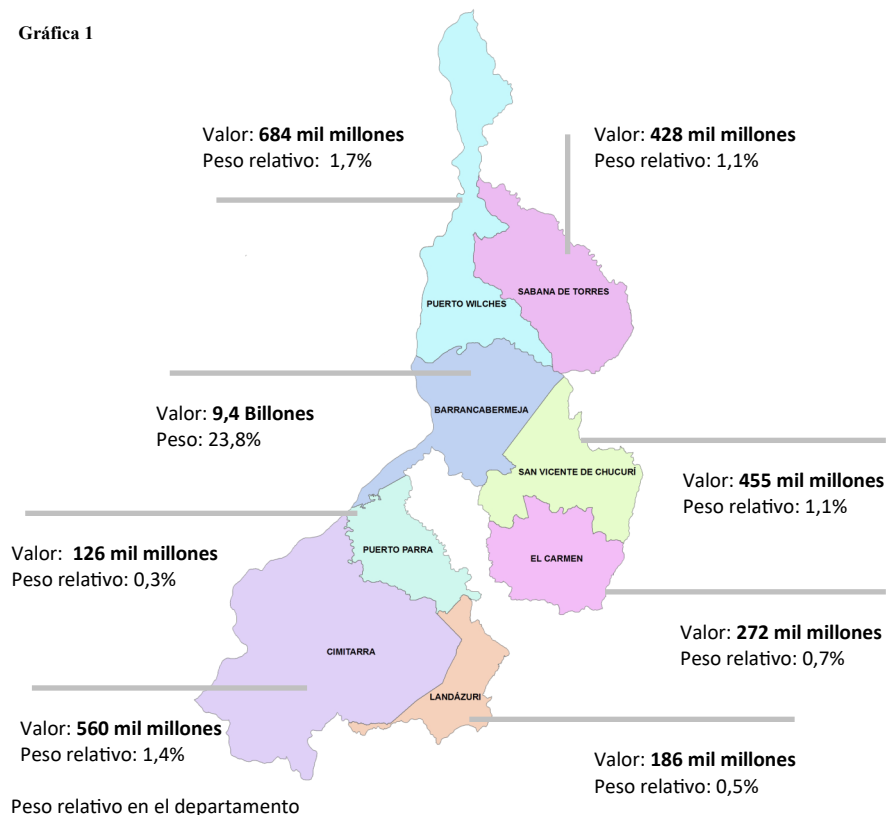 Gráfica 1
Valor: 684 mil millones
Peso relativo: 1,7%
Valor: 428 mil millones
Peso relativo: 1,1%
SABANA DE TORRES
PUERTO WILCHES
Valor: 9,4 Billones
Peso: 23,8%
BARRANCABERMEJA
SAN VICENTE DE CHUCURÍ
Valor: 455 mil millones
Peso relativo: 1,1%
Valor: 126 mil millones
Peso relativo: 0,3%
PUERTO PARRA
EL CARMEN
Valor: 272 mil millones
Peso relativo: 0,7%
CIMITARRA
LANDÁZURI
Valor: 560 mil millones
Peso relativo: 1,4%
Valor: 186 mil millones
Peso relativo: 0,5%
Peso relativo en el departamento